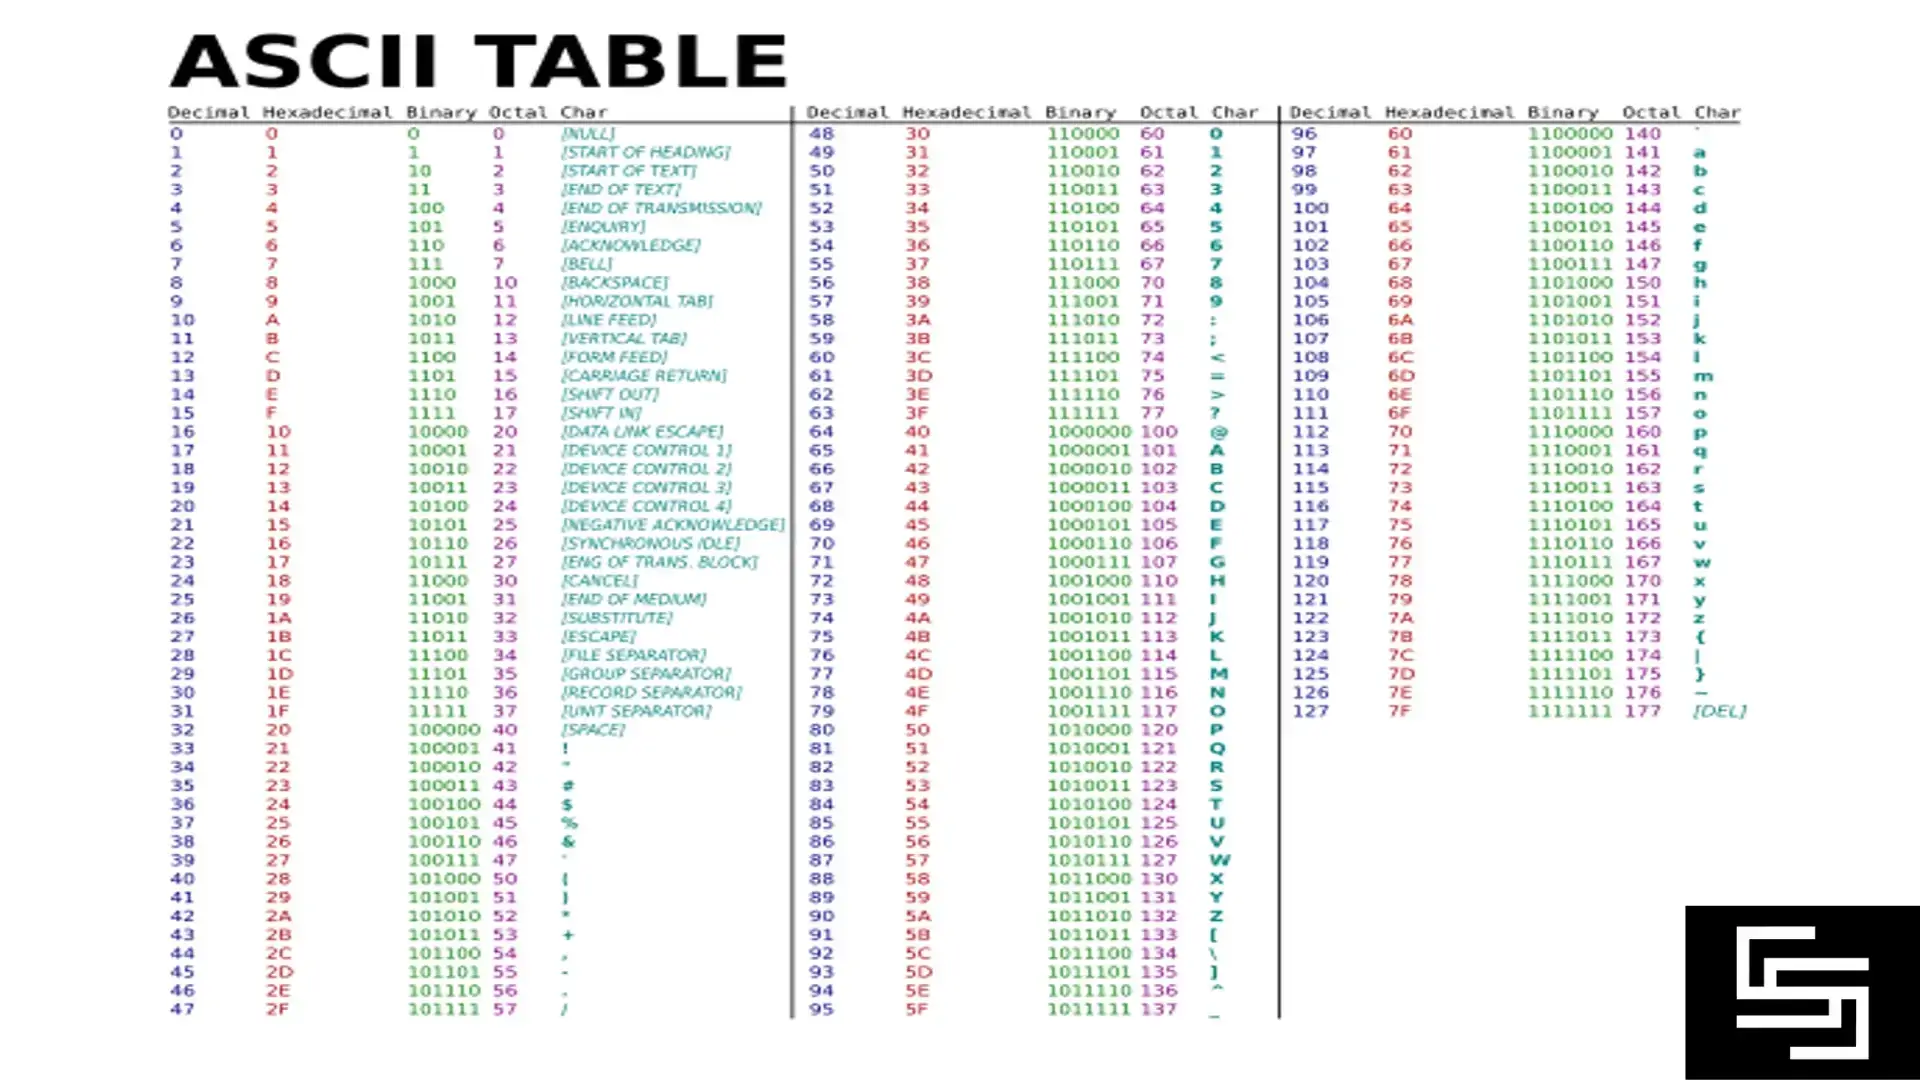 ASCII TABLE
Decimal Hexadecimal Binary Octal Char
0 0 0 0 [NULL]
1 1 1 1 [START OF HEADING]
2 2 10 2 [START OF TEXT]
3 3 11 3 [END OF TEXT]
4 4 100 4 [END OF TRANSMISSION]
5 5 101 5 [ENQUIRY]
6 6 110 6 [ACKNOWLEDGE]
7 7 111 7 [BELL]
8 8 1000 10 [BACKSPACE]
9 9 1001 11 [HORIZONTAL TAB]
10 A 1010 12 [LINE FEED]
11 B 1011 13 [VERTICAL TAB]
12 C 1100 14 [FORM FEED]
13 D 1101 15 [CARRIAGE RETURN]
14 E 1110 16 [SHIFT OUT]
15 F 1111 17 [SHIFT IN]
16 10 10000 20 [DATA LINK ESCAPE]
17 11 10001 21 [DEVICE CONTROL 1]
18 12 10010 22 [DEVICE CONTROL 2]
19 13 10011 23 [DEVICE CONTROL 3]
20 14 10100 24 [DEVICE CONTROL 4]
21 15 10101 25 [NEGATIVE ACKNOWLEDGE]
22 16 10110 26 [SYNCHRONOUS IDLE]
23 17 10111 27 [ENG OF TRANS. BLOCK]
24 18 11000 30 [CANCEL]
25 19 11001 31 [END OF MEDIUM]
26 1A 11010 32 [SUBSTITUTE]
27 1B 11011 33 [ESCAPE]
28 1C 11100 34 [FILE SEPARATOR]
29 1D 11101 35 [GROUP SEPARATOR]
30 1E 11110 36 [RECORD SEPARATOR]
31 1F 11111 37 [UNIT SEPARATOR]
32 20 100000 40 [SPACE]
33 21 100001 41 !
34 22 100010 42 "
35 23 100011 43 #
36 24 100100 44 $
37 25 100101 45 %
38 26 100110 46 &
39 27 100111 47 '
40 28 101000 50 (
41 29 101001 51 )
42 2A 101010 52 *
43 2B 101011 53 +
44 2C 101100 54 ,
45 2D 101101 55 -
46 2E 101110 56 .
47 2F 101111 57 /
Decimal Hexadecimal Binary Octal Char
48 30 110000 60 0
49 31 110001 61 1
50 32 110010 62 2
51 33 110011 63 3
52 34 110100 64 4
53 35 110101 65 5
54 36 110110 66 6
55 37 110111 67 7
56 38 111000 70 8
57 39 111001 71 9
58 3A 111010 72 :
59 3B 111011 73 ;
60 3C 111100 74 <
61 3D 111101 75 =
62 3E 111110 76 >
63 3F 111111 77 ?
64 40 1000000 100 @
65 41 1000001 101 A
66 42 1000010 102 B
67 43 1000011 103 C
68 44 1000100 104 D
69 45 1000101 105 E
70 46 1000110 106 F
71 47 1000111 107 G
72 48 1001000 110 H
73 49 1001001 111 I
74 4A 1001010 112 J
75 4B 1001011 113 K
76 4C 1001100 114 L
77 4D 1001101 115 M
78 4E 1001110 116 N
79 4F 1001111 117 O
80 50 1010000 120 P
81 51 1010001 121 Q
82 52 1010010 122 R
83 53 1010011 123 S
84 54 1010100 124 T
85 55 1010101 125 U
86 56 1010110 126 V
87 57 1010111 127 W
88 58 1011000 130 X
89 59 1011001 131 Y
90 5A 1011010 132 Z
91 5B 1011011 133 [
92 5C 1011100 134 \
93 5D 1011101 135 ]
94 5E 1011110 136 ^
95 5F 1011111 137 _
Decimal Hexadecimal Binary Octal Char
96 60 1100000 140 `
97 61 1100001 141 a
98 62 1100010 142 b
99 63 1100011 143 c
100 64 1100100 144 d
101 65 1100101 145 e
102 66 1100110 146 f
103 67 1100111 147 g
104 68 1101000 150 h
105 69 1101001 151 i
106 6A 1101010 152 j
107 6B 1101011 153 k
108 6C 1101100 154 l
109 6D 1101101 155 m
110 6E 1101110 156 n
111 6F 1101111 157 o
112 70 1110000 160 p
113 71 1110001 161 q
114 72 1110010 162 r
115 73 1110011 163 s
116 74 1110100 164 t
117 75 1110101 165 u
118 76 1110110 166 v
119 77 1110111 167 w
120 78 1111000 170 x
121 79 1111001 171 y
122 7A 1111010 172 z
123 7B 1111011 173 {
124 7C 1111100 174 |
125 7D 1111101 175 }
126 7E 1111110 176 ~
127 7F 1111111 177 [DEL]